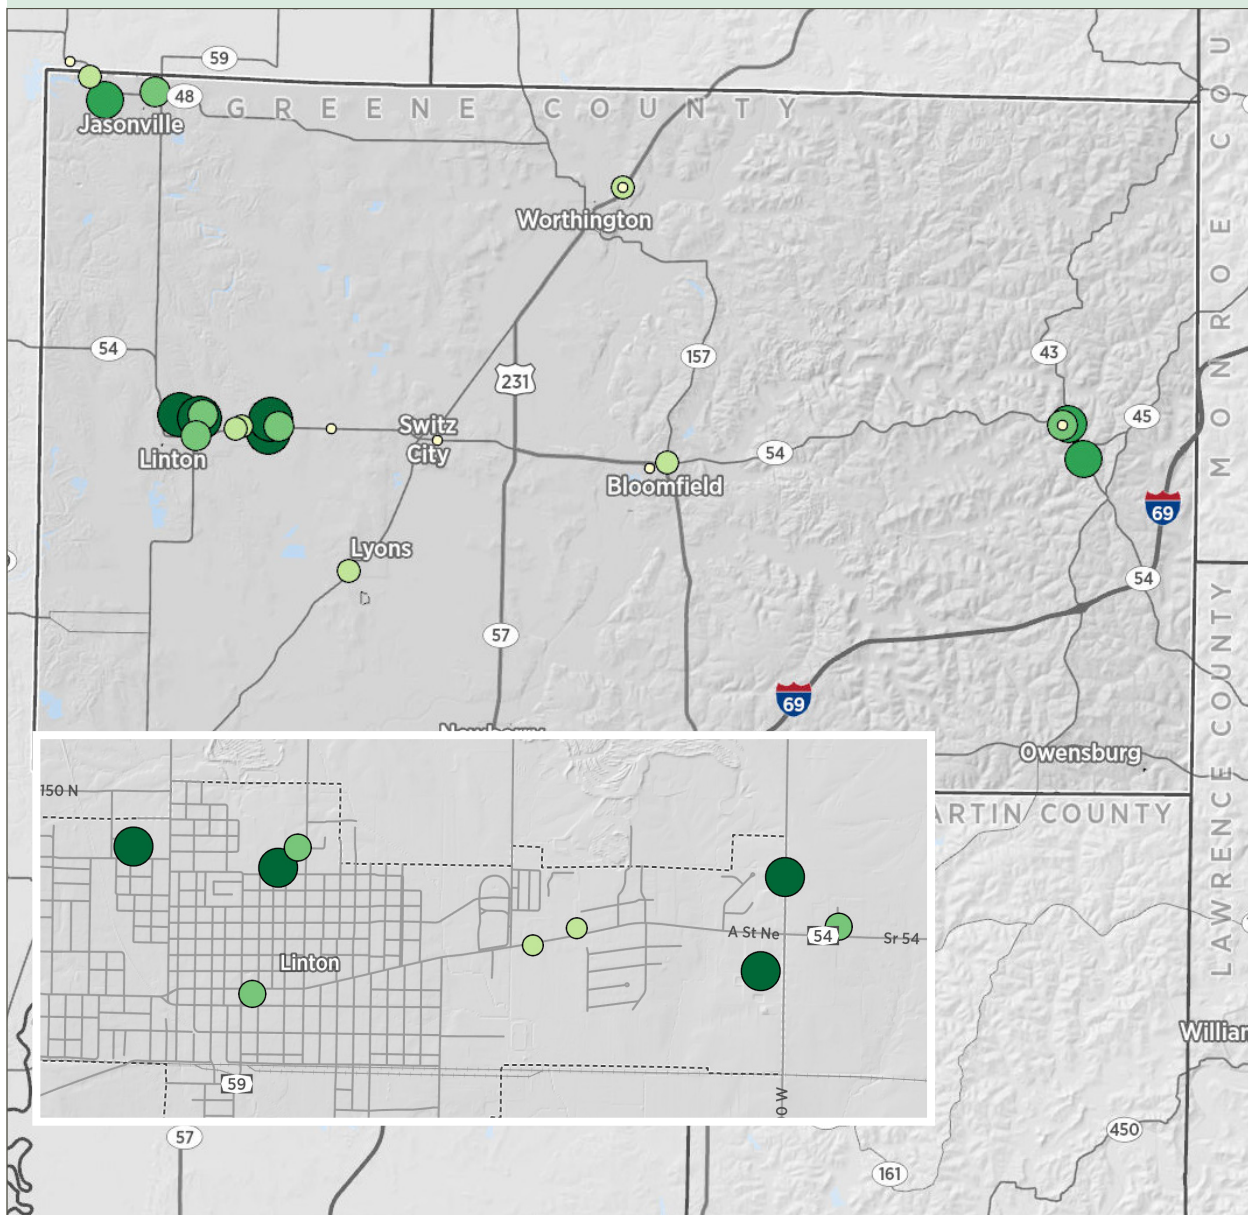 59
48
GREENE COUNTY
Jasonville
MONROE COU
Worthington
54
43
157
231
45
Switz
City
Linton
54
Bloomfield
69
Lyons
54
57
69
Owensburg
LAWRENCE COUNTY
150 N
ARTIN COUNTY
A St Ne
54
Sr 54
Linton
William
59
0 W
57
450
161